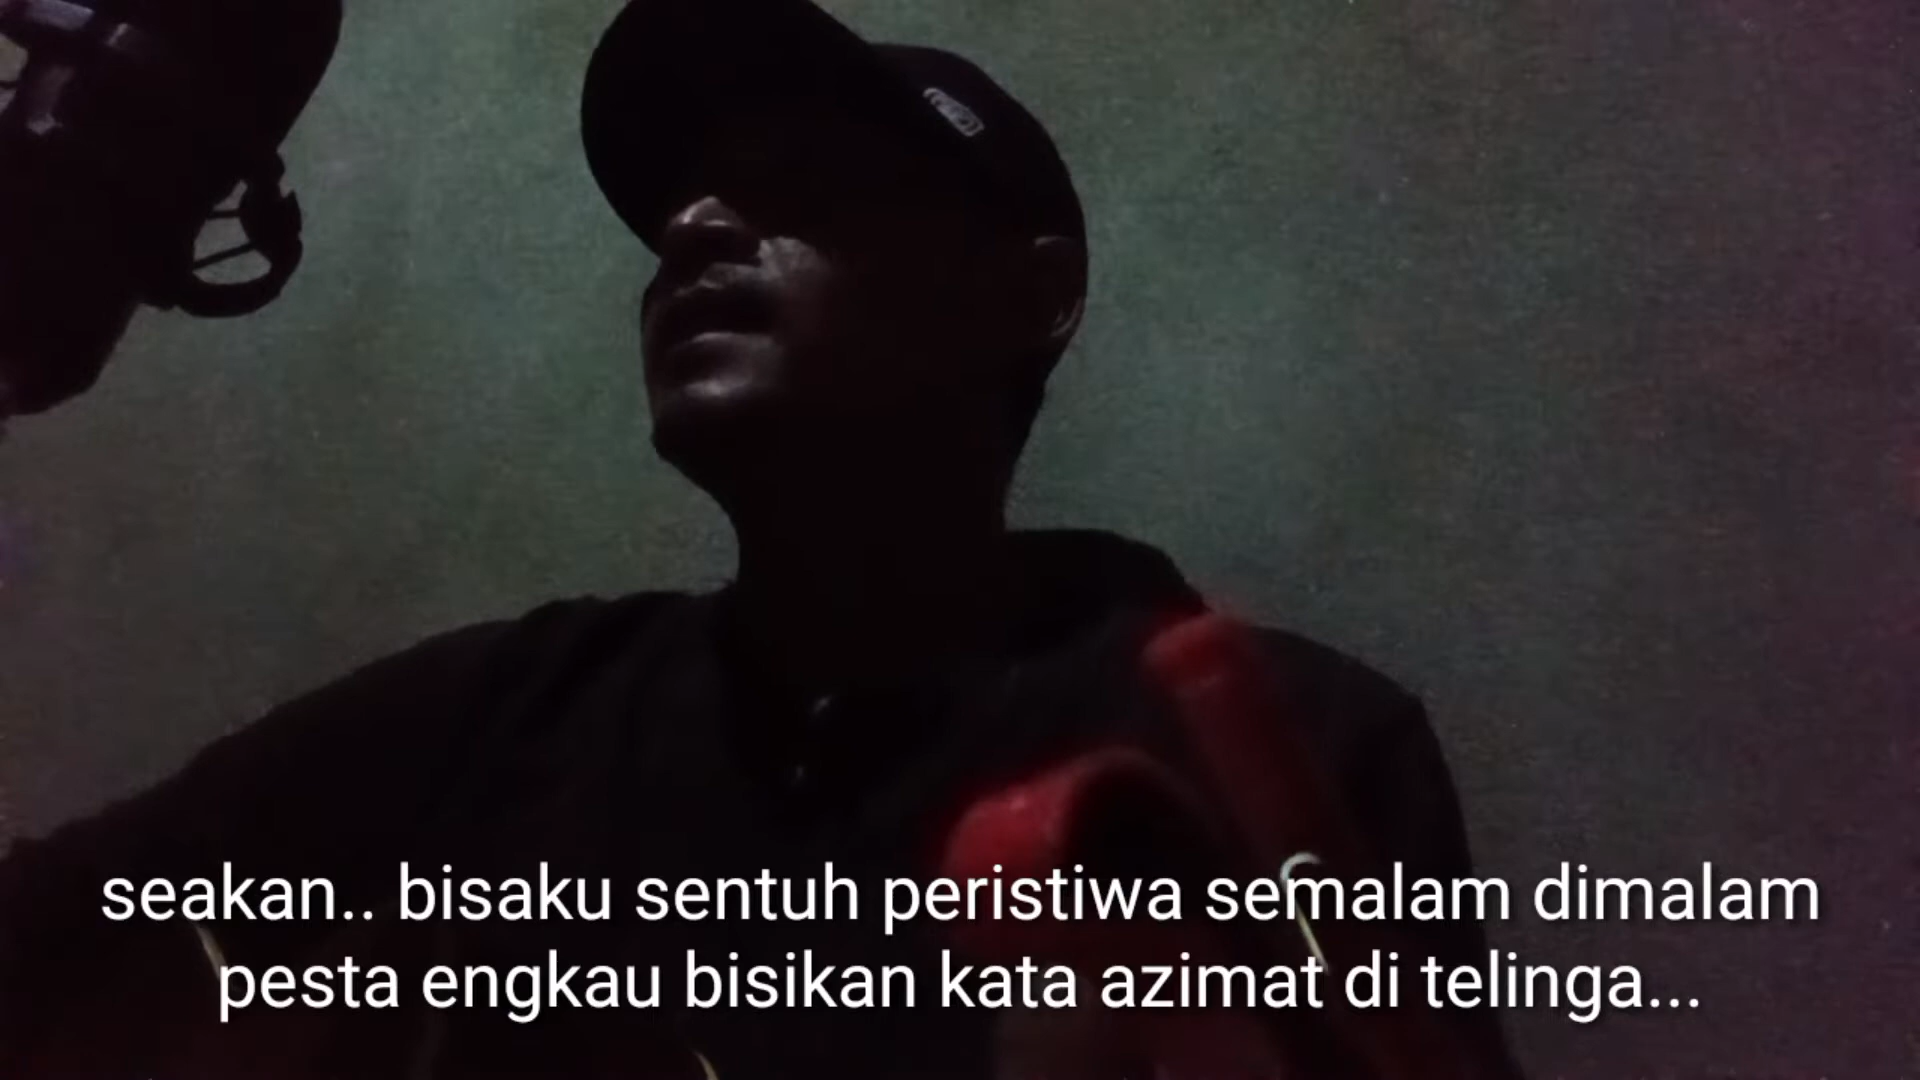 seakan.. bisaku sentuh peristiwa semalam dimalam
pesta engkau bisikan kata azimat di telinga...